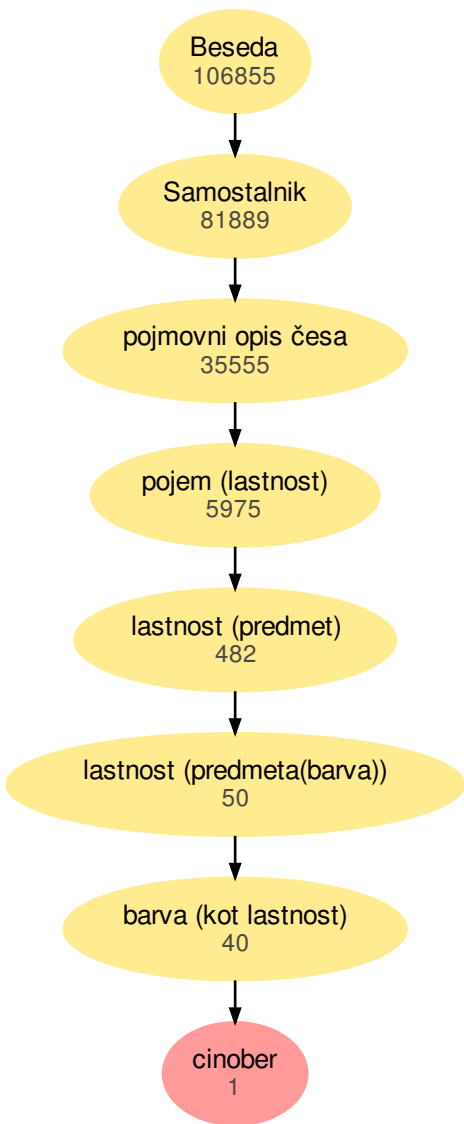 Beseda
106855
Samostalnik
81889
pojmovni opis česa
35555
pojem (lastnost)
5975
lastnost (predmet)
482
lastnost (predmeta(barva))
50
barva (kot lastnost)
40
cinober
1